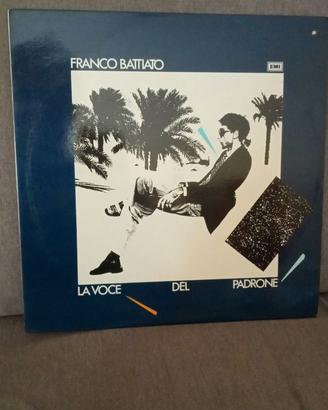 FRANCO BATTIATO
EMI
LA VOCE DEL PADRONE